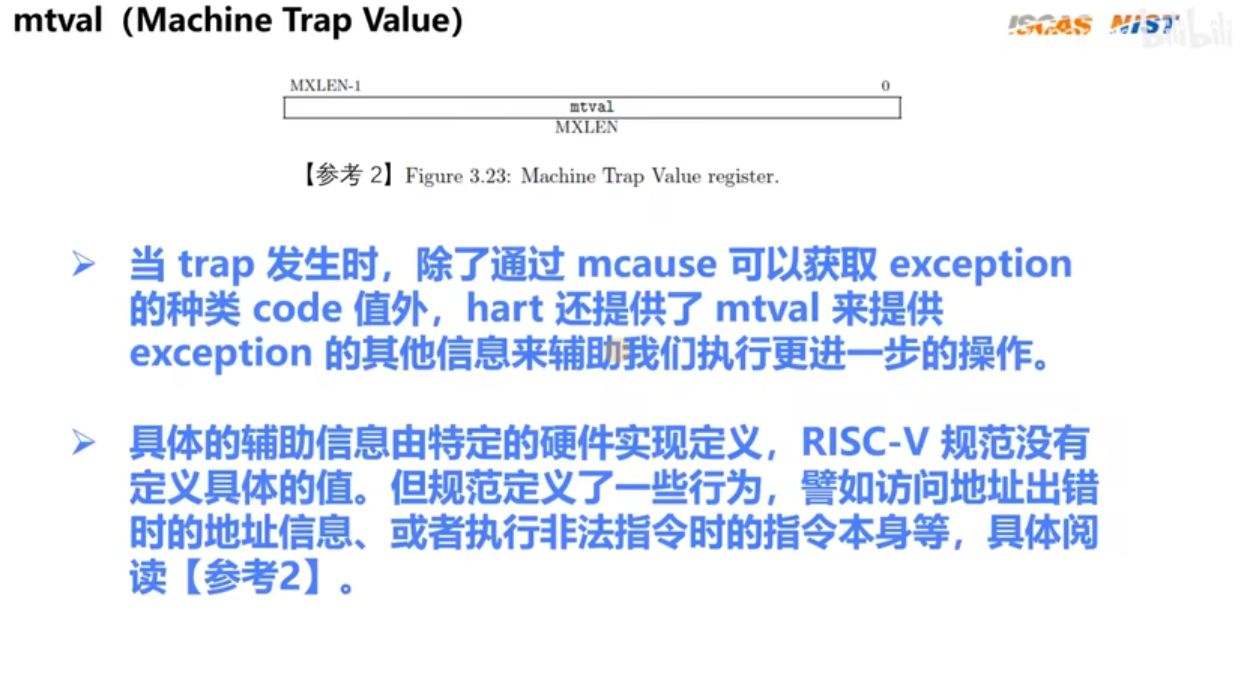 mtval（Machine Trap Value）
ISCAS NIST
bilibili
MXLEN-1 0
mtval
MXLEN
【参考 2】Figure 3.23: Machine Trap Value register.
➢ 当 trap 发生时，除了通过 mcause 可以获取 exception
的种类 code 值外，hart 还提供了 mtval 来提供
exception 的其他信息来辅助我们执行更进一步的操作。
➢ 具体的辅助信息由特定的硬件实现定义，RISC-V 规范没有
定义具体的值。但规范定义了一些行为，譬如访问地址出错
时的地址信息、或者执行非法指令时的指令本身等，具体阅
读【参考2】。